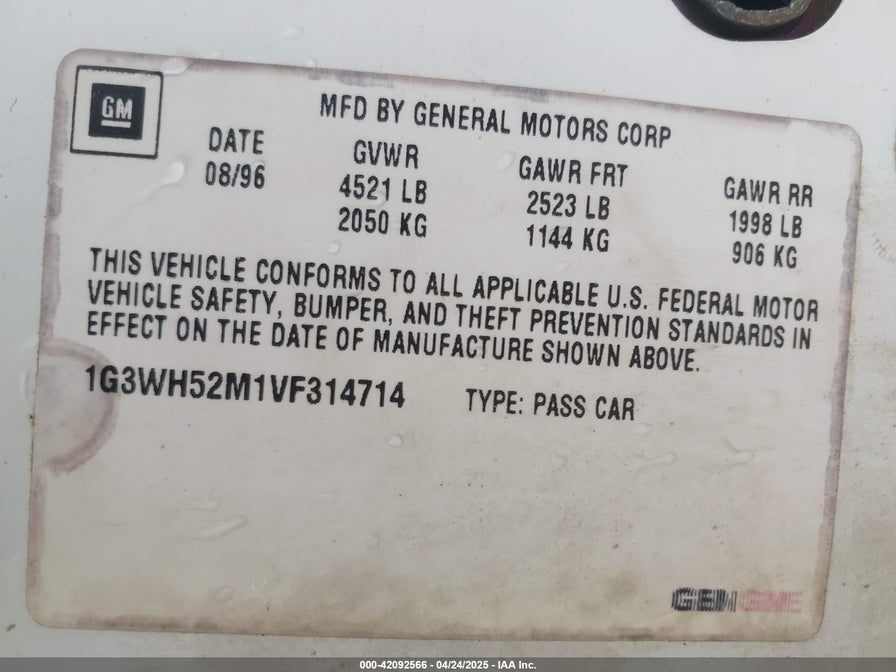 GM
MFD BY GENERAL MOTORS CORP
DATE
08/96
GVWR
4521 LB
2050 KG
GAWR FRT
2523 LB
1144 KG
GAWR RR
1998 LB
906 KG
THIS VEHICLE CONFORMS TO ALL APPLICABLE U.S. FEDERAL MOTOR
VEHICLE SAFETY, BUMPER, AND THEFT PREVENTION STANDARDS IN
EFFECT ON THE DATE OF MANUFACTURE SHOWN ABOVE.
1G3WH52M1VF314714
TYPE: PASS CAR
000-42092566 - 04/24/2025 - IAA Inc.